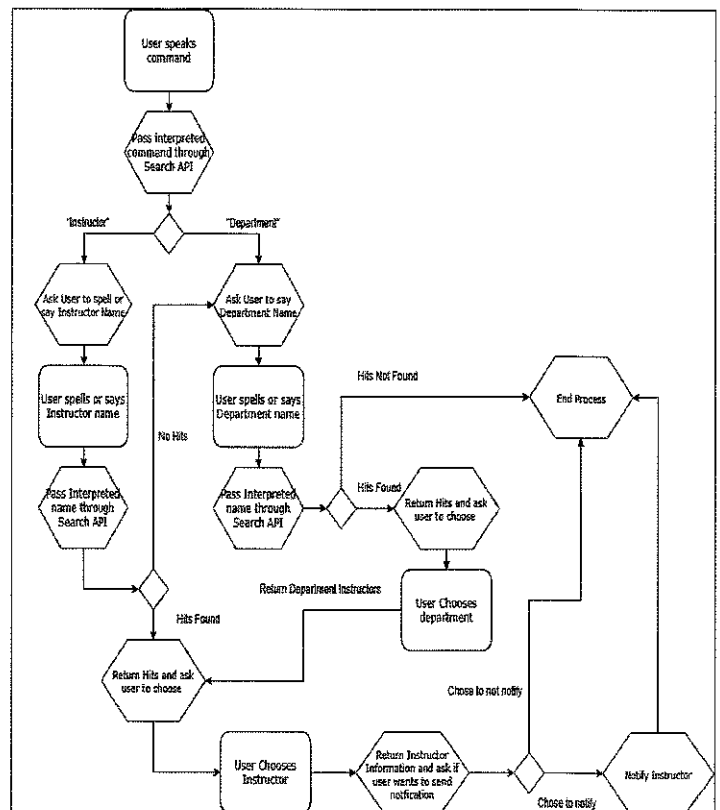 User speaks
command
Pass interpreted
command through
Search API
"Instructor"
"Department"
Ask User to spell or
say Instructor Name
Ask User to say
Department Name
Hits Not Found
End Process
User spells or says
Instructor name
No Hits
User spells or says
Department name
Pass Interpreted
name through
Search API
Pass Interpreted
name through
Search API
Hits Found
Return Hits and ask
user to choose
Return Department Instructors
User Chooses
department
Hits Found
Return Hits and ask
user to choose
Chose to not notify
User Chooses
Instructor
Return Instructor
Information and ask if
user wants to send
notification
Notify Instructor
Chose to notify